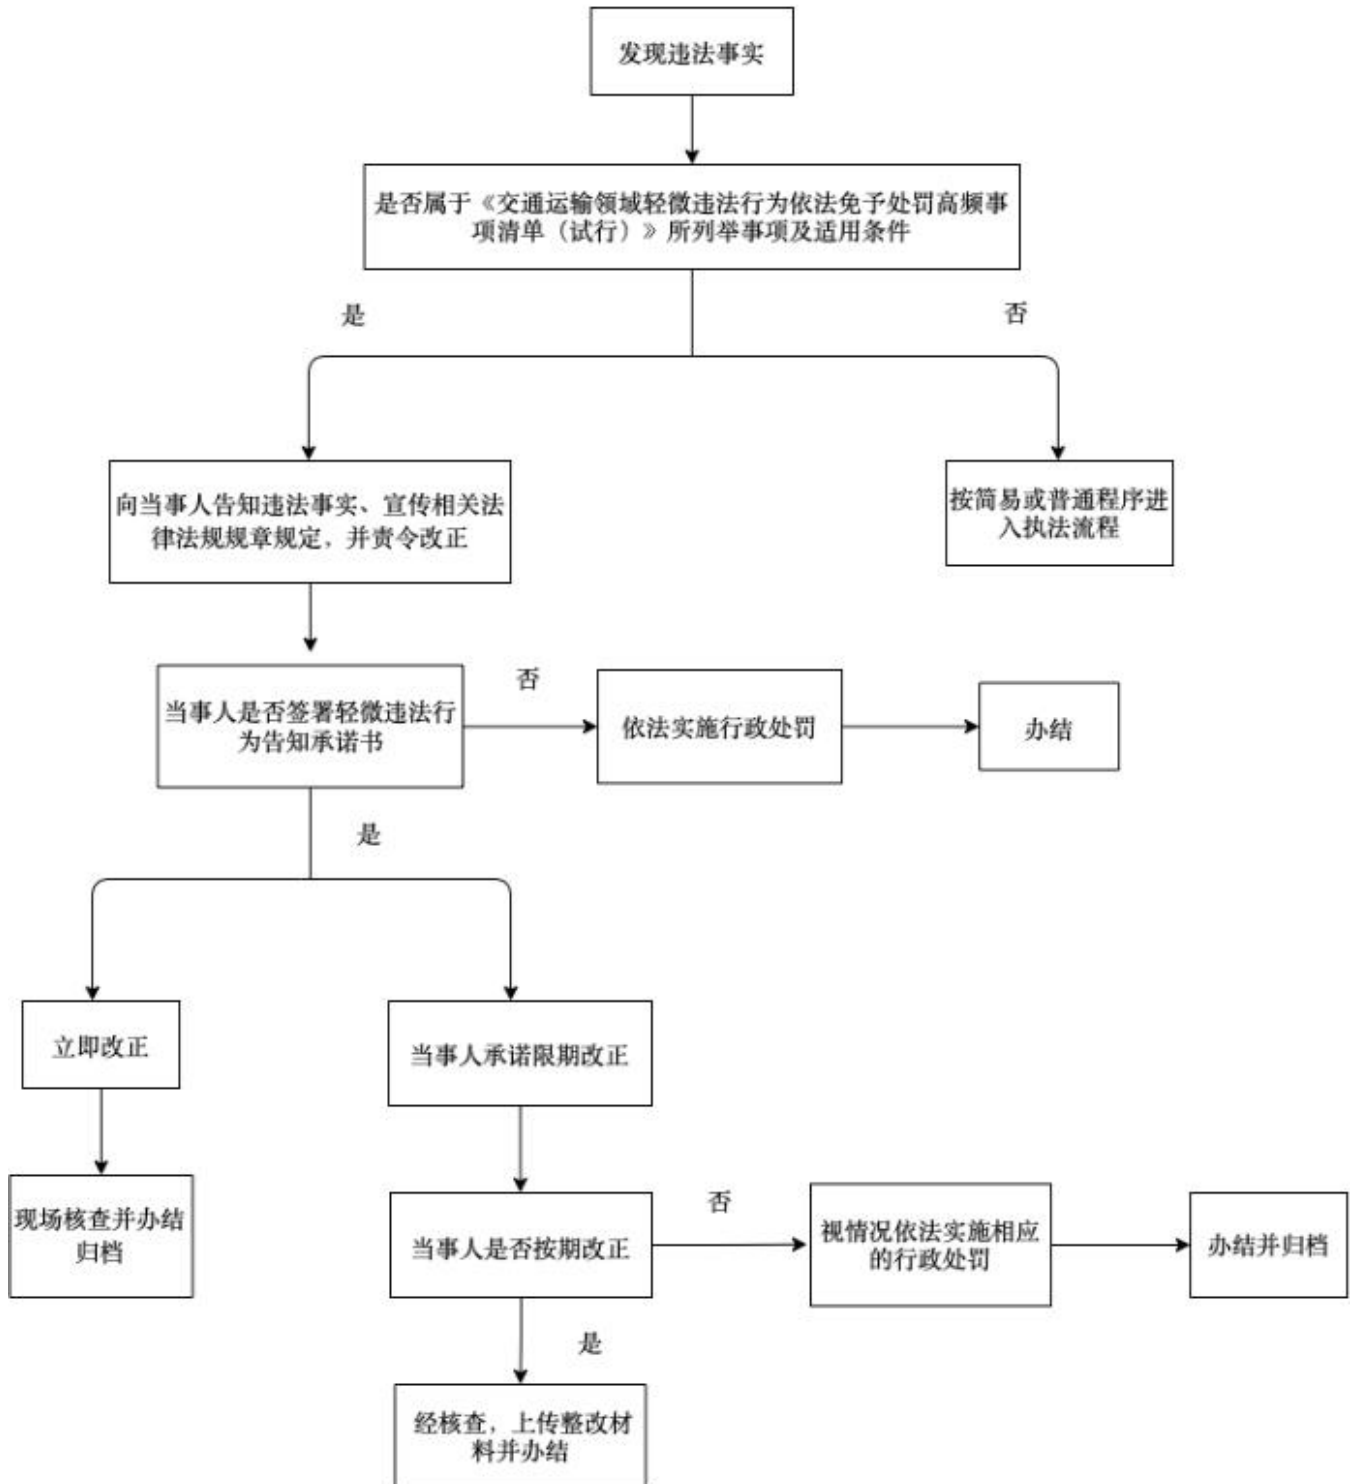 发现违法事实
是否属于《交通运输领域轻微违法行为依法免予处罚高频事
项清单（试行）》所列举事项及适用条件
是
否
向当事人告知违法事实、宣传相关法
律法规规章规定，并责令改正
按简易或普通程序进
入执法流程
当事人是否签署轻微违法行
为告知承诺书
否
依法实施行政处罚
办结
是
立即改正
当事人承诺限期改正
现场核查并办结
归档
当事人是否按期改正
否
视情况依法实施相应
的行政处罚
办结并归档
是
经核查，上传整改材
料并办结